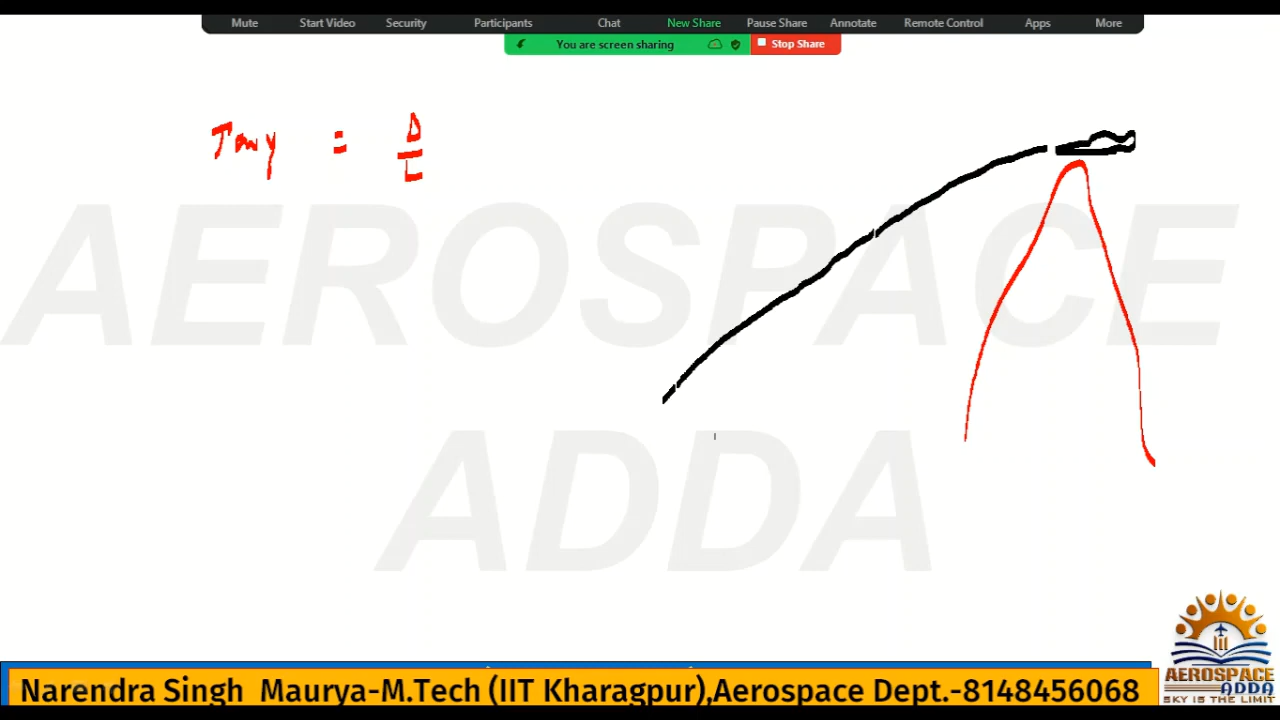 Mute Start Video Security Participants Chat New Share Pause Share Annotate Remote Control Apps More
You are screen sharing Stop Share
Tanγ = D/L
AEROSPACE
ADDA
Narendra Singh Maurya-M.Tech (IIT Kharagpur),Aerospace Dept.-8148456068
AEROSPACE
ADDA
SKY IS THE LIMIT